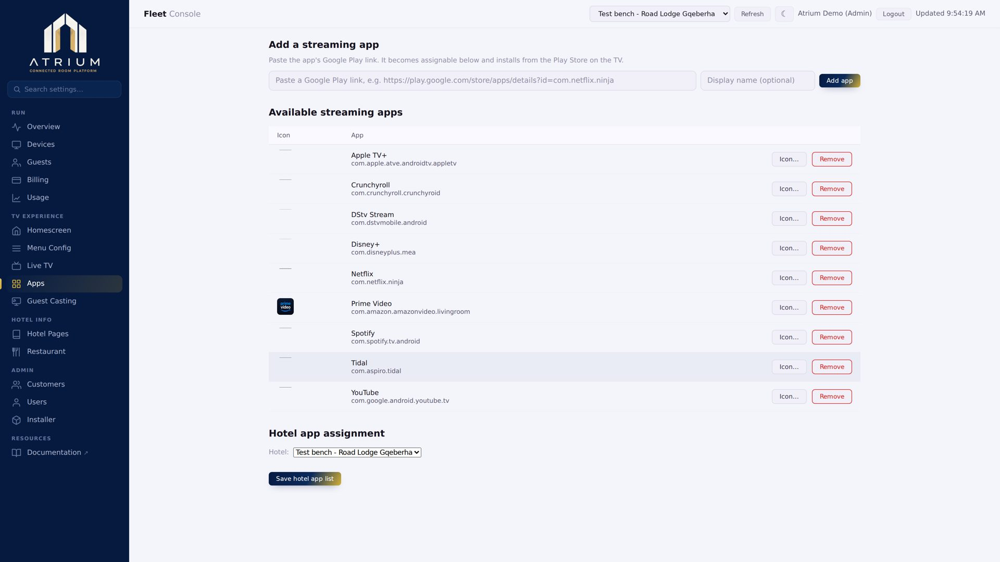 ATRIUM
CONNECTED ROOM PLATFORM
Search settings...
RUN
Overview
Devices
Guests
Billing
Usage
TV EXPERIENCE
Homescreen
Menu Config
Live TV
Apps
Guest Casting
HOTEL INFO
Hotel Pages
Restaurant
ADMIN
Customers
Users
Installer
RESOURCES
Documentation ↗
Fleet Console
Test bench - Road Lodge Gqeberha
Refresh
Atrium Demo (Admin)
Logout
Updated 9:54:19 AM
Add a streaming app
Paste the app's Google Play link. It becomes assignable below and installs from the Play Store on the TV.
Paste a Google Play link, e.g. https://play.google.com/store/apps/details?id=com.netflix.ninja
Display name (optional)
Add app
Available streaming apps
Icon App
Apple TV+
com.apple.atve.androidtv.appletv
Icon... Remove
Crunchyroll
com.crunchyroll.crunchyroid
Icon... Remove
DStv Stream
com.dstvmobile.android
Icon... Remove
Disney+
com.disneyplus.mea
Icon... Remove
Netflix
com.netflix.ninja
Icon... Remove
prime
video
Prime Video
com.amazon.amazonvideo.livingroom
Icon... Remove
Spotify
com.spotify.tv.android
Icon... Remove
Tidal
com.aspiro.tidal
Icon... Remove
YouTube
com.google.android.youtube.tv
Icon... Remove
Hotel app assignment
Hotel: Test bench - Road Lodge Gqeberha
Save hotel app list